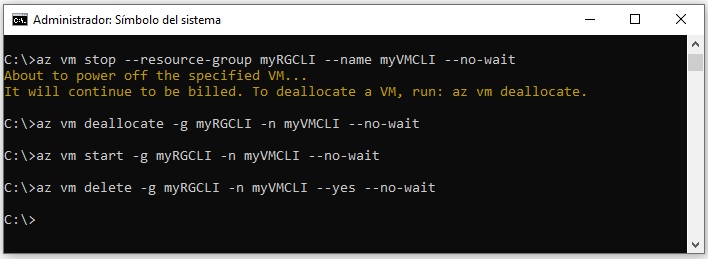 Administrador: Símbolo del sistema
C:\>az vm stop --resource-group myRGCLI --name myVMCLI --no-wait
About to power off the specified VM...
It will continue to be billed. To deallocate a VM, run: az vm deallocate.
C:\>az vm deallocate -g myRGCLI -n myVMCLI --no-wait
C:\>az vm start -g myRGCLI -n myVMCLI --no-wait
C:\>az vm delete -g myRGCLI -n myVMCLI --yes --no-wait
C:\>